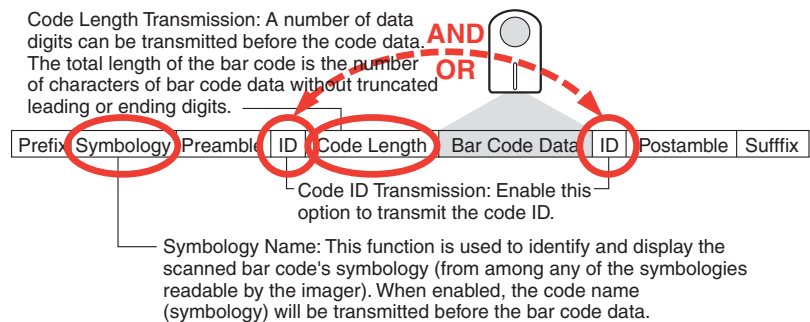 Code Length Transmission: A number of data
digits can be transmitted before the code data.
The total length of the bar code is the number
of characters of bar code data without truncated
leading or ending digits.
AND
OR
Prefix Symbology Preamble ID Code Length Bar Code Data ID Postamble Sufffix
Code ID Transmission: Enable this
option to transmit the code ID.
Symbology Name: This function is used to identify and display the
scanned bar code's symbology (from among any of the symbologies
readable by the imager). When enabled, the code name
(symbology) will be transmitted before the bar code data.